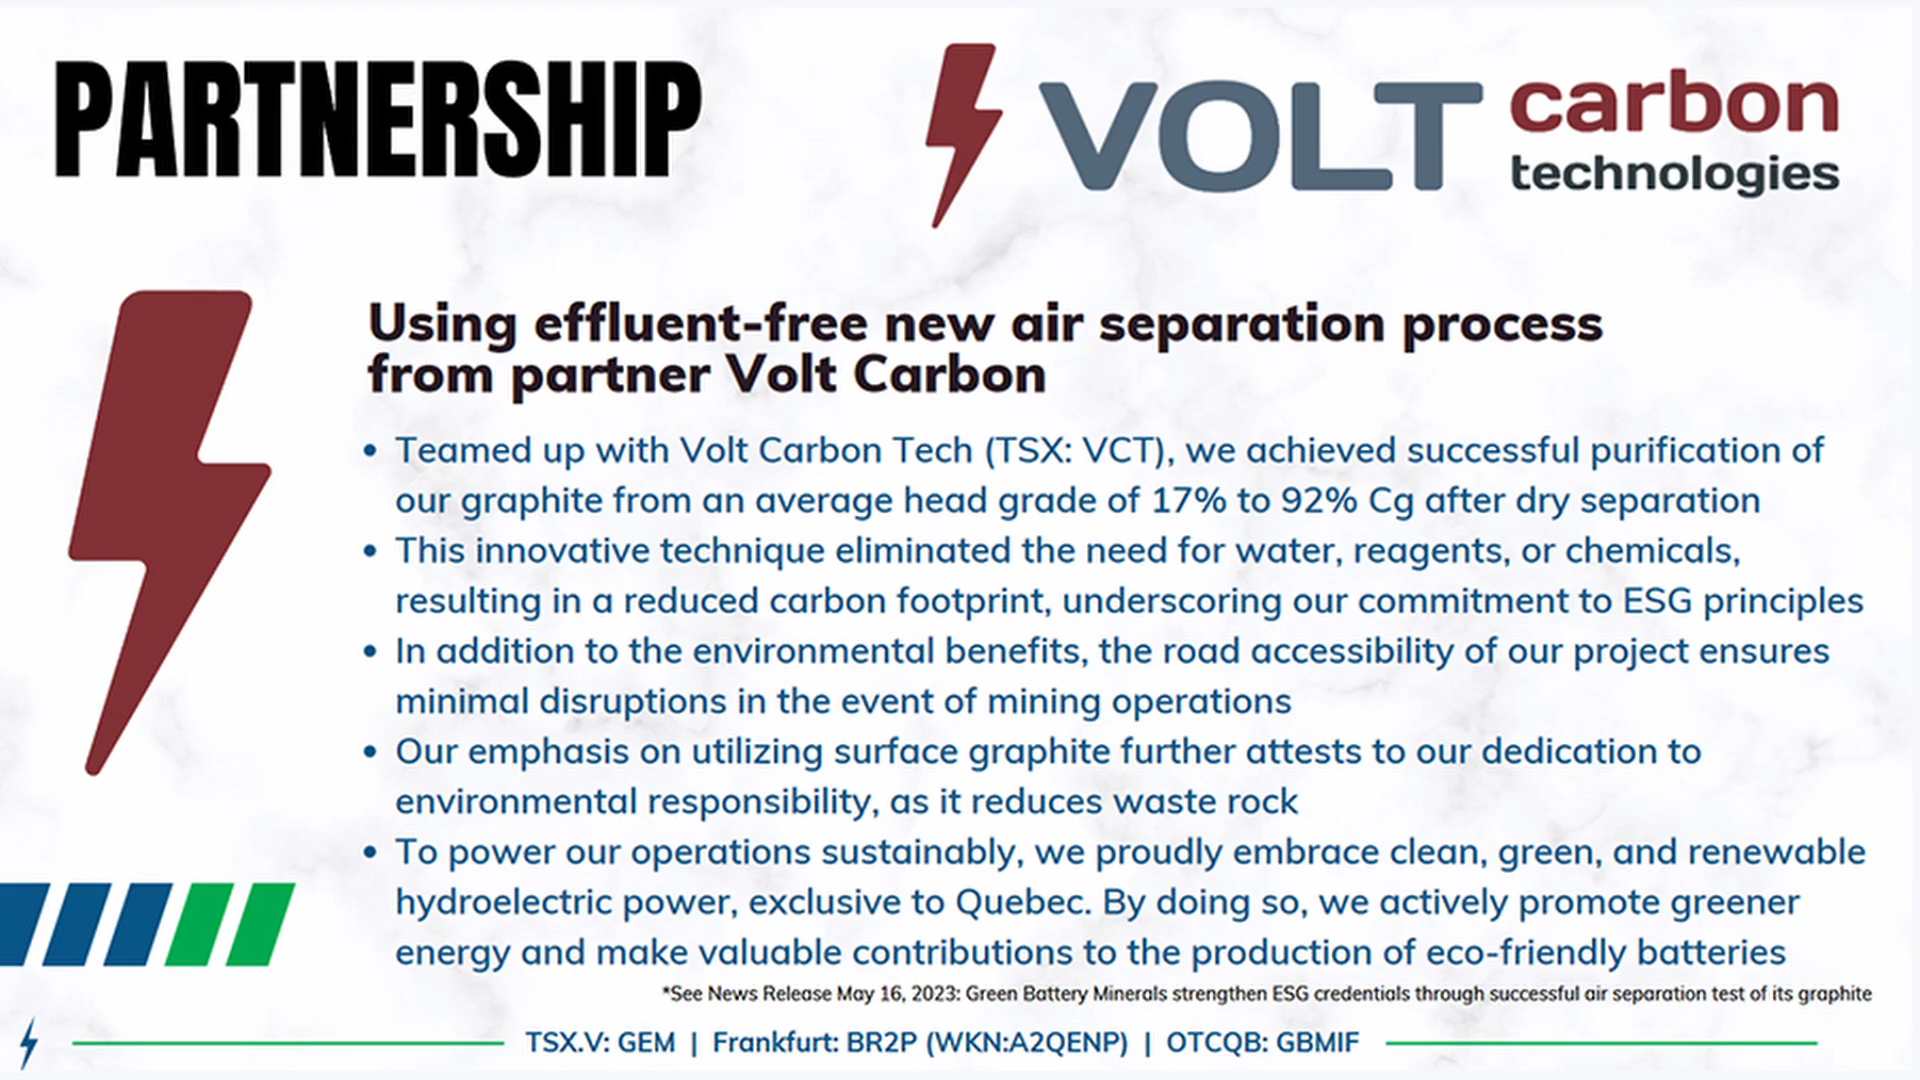 PARTNERSHIP
VOLT carbon
technologies
Using effluent-free new air separation process
from partner Volt Carbon
• Teamed up with Volt Carbon Tech (TSX: VCT), we achieved successful purification of
our graphite from an average head grade of 17% to 92% Cg after dry separation
• This innovative technique eliminated the need for water, reagents, or chemicals,
resulting in a reduced carbon footprint, underscoring our commitment to ESG principles
• In addition to the environmental benefits, the road accessibility of our project ensures
minimal disruptions in the event of mining operations
• Our emphasis on utilizing surface graphite further attests to our dedication to
environmental responsibility, as it reduces waste rock
• To power our operations sustainably, we proudly embrace clean, green, and renewable
hydroelectric power, exclusive to Quebec. By doing so, we actively promote greener
energy and make valuable contributions to the production of eco-friendly batteries
*See News Release May 16, 2023: Green Battery Minerals strengthen ESG credentials through successful air separation test of its graphite
TSX.V: GEM | Frankfurt: BR2P (WKN:A2QENP) | OTCQB: GBMIF